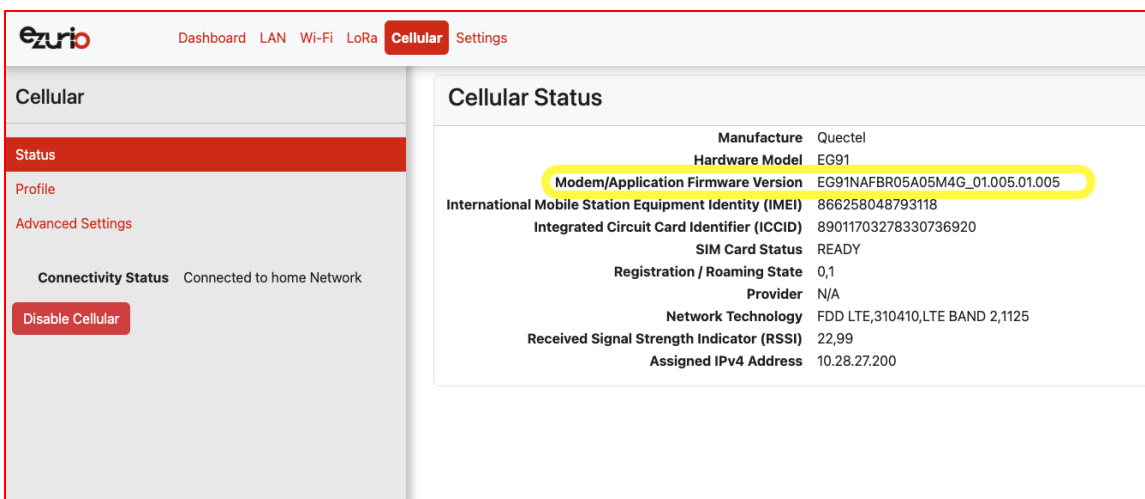 ezurio Dashboard LAN Wi-Fi LoRa Cellular Settings
Cellular
Status
Profile
Advanced Settings
Connectivity Status Connected to home Network
Disable Cellular
Cellular Status
Manufacture Quectel
Hardware Model EG91
Modem/Application Firmware Version EG91NAFBR05A05M4G_01.005.01.005
International Mobile Station Equipment Identity (IMEI) 866258048793118
Integrated Circuit Card Identifier (ICCID) 89011703278330736920
SIM Card Status READY
Registration / Roaming State 0,1
Provider N/A
Network Technology FDD LTE,310410,LTE BAND 2,1125
Received Signal Strength Indicator (RSSI) 22,99
Assigned IPv4 Address 10.28.27.200